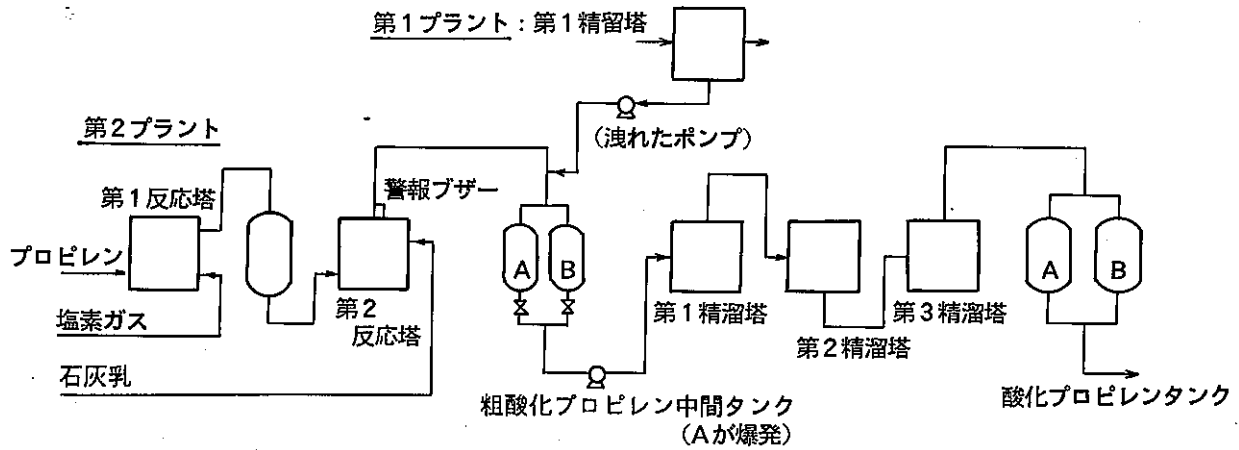 第1プラント：第1精留塔
(洩れたポンプ)
第2プラント
第1反応塔
警報ブザー
プロピレン
塩素ガス
石灰乳
第2
反応塔
A
B
第1精溜塔
第2精溜塔
第3精溜塔
A
B
粗酸化プロピレン中間タンク
(Aが爆発)
酸化プロピレンタンク